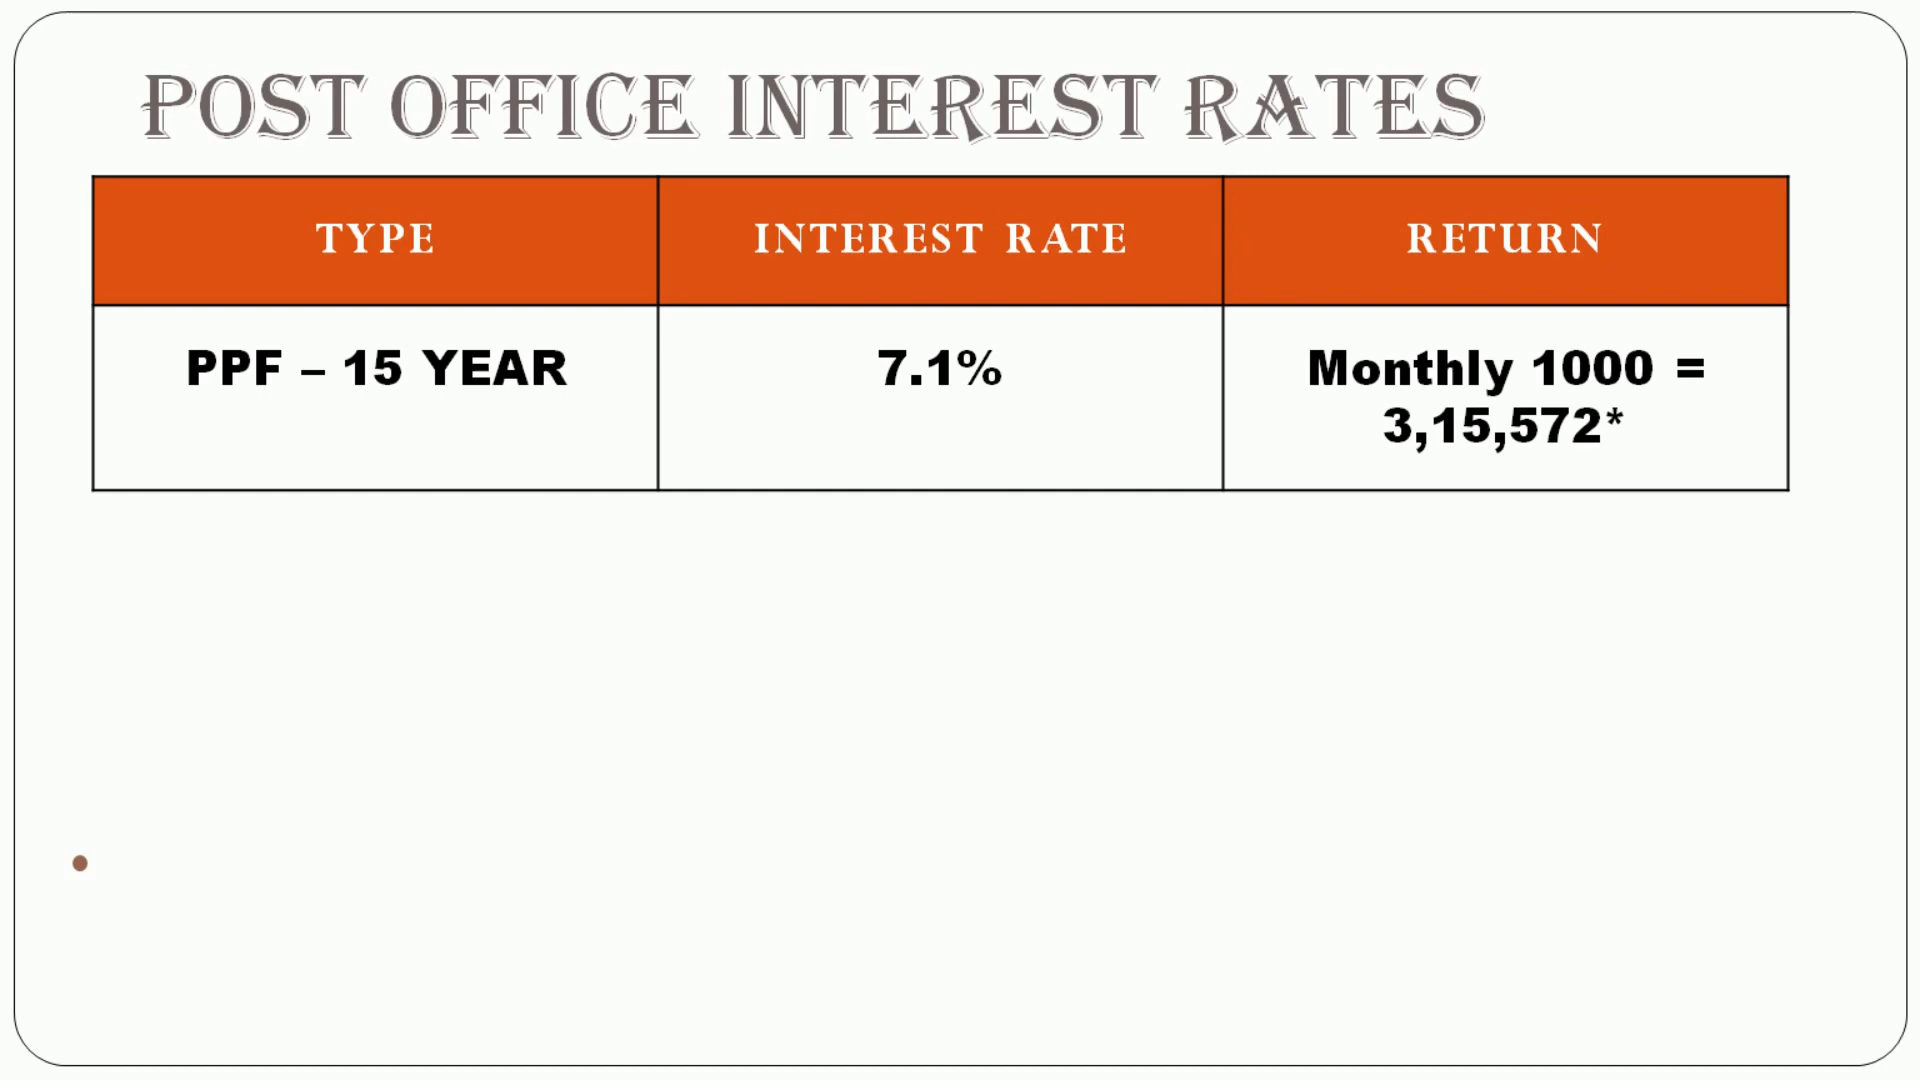 POST OFFICE INTEREST RATES
TYPE
INTEREST RATE
RETURN
PPF – 15 YEAR
7.1%
Monthly 1000 =
3,15,572*